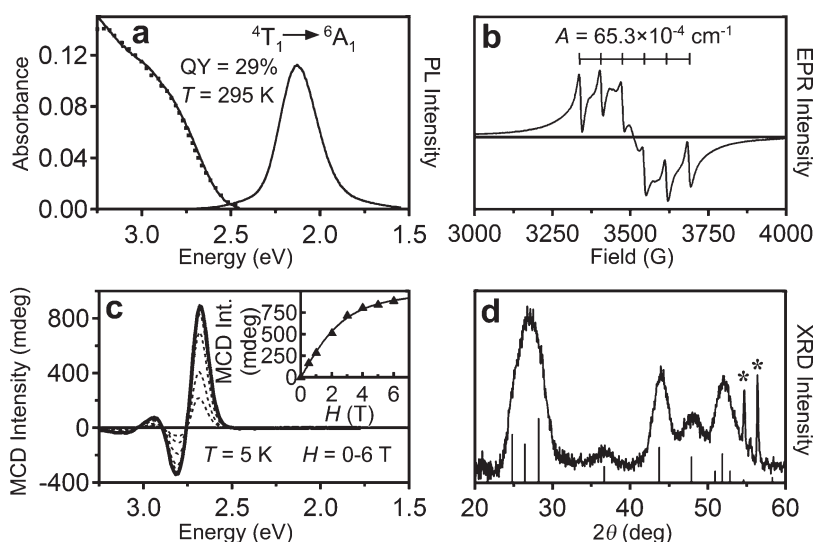 a
⁴T₁ → ⁶A₁
QY = 29%
T = 295 K
Absorbance
0.12
0.08
0.04
0.00
3.0 2.5 2.0 1.5
Energy (eV)
PL Intensity
b
A = 65.3×10⁻⁴ cm⁻¹
EPR Intensity
3000 3250 3500 3750 4000
Field (G)
c
MCD Intensity (mdeg)
800
400
0
-400
T = 5 K H = 0-6 T
3.0 2.5 2.0 1.5
Energy (eV)
MCD Int.
(mdeg)
750
500
250
0
0 2 4 6
H (T)
d
* *
XRD Intensity
20 30 40 50 60
2θ (deg)